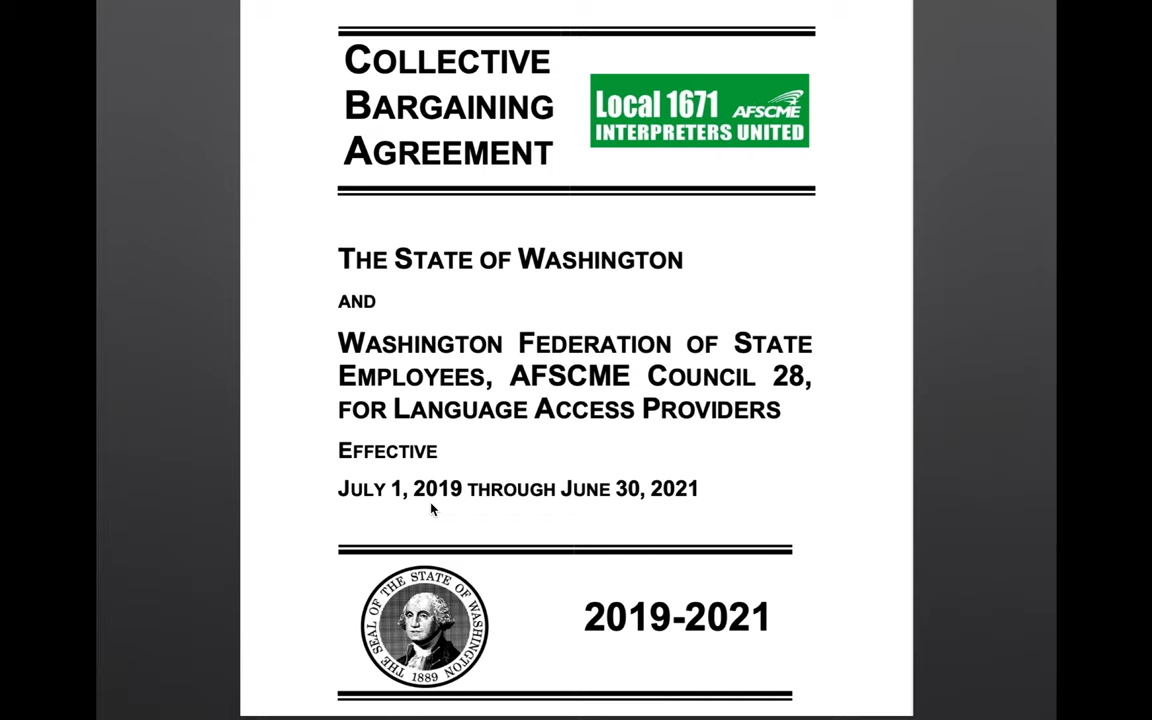 COLLECTIVE
BARGAINING
AGREEMENT
Local 1671 AFSCME
INTERPRETERS UNITED
THE STATE OF WASHINGTON
AND
WASHINGTON FEDERATION OF STATE
EMPLOYEES, AFSCME COUNCIL 28,
FOR LANGUAGE ACCESS PROVIDERS
EFFECTIVE
JULY 1, 2019 THROUGH JUNE 30, 2021
THE SEAL OF THE STATE OF WASHINGTON
1889
2019-2021